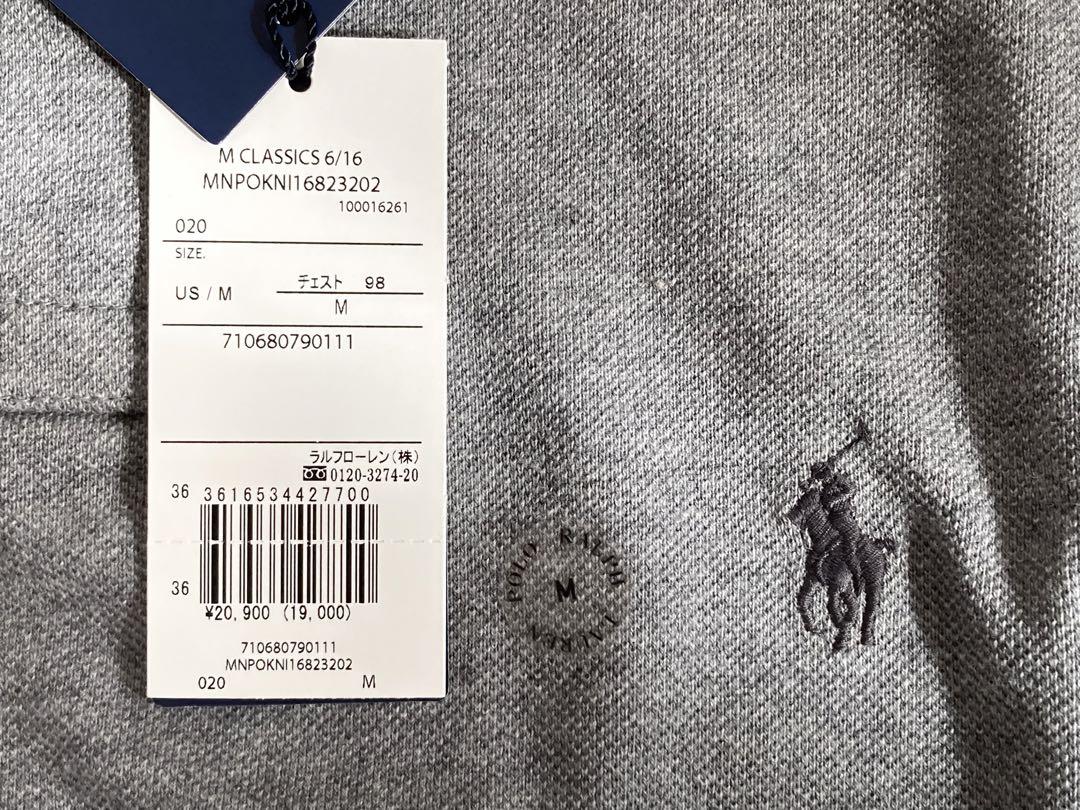 M CLASSICS 6/16
MNPOKNI16823202
100016261
020
SIZE.
US / M
チェスト 98
M
710680790111
ラルフローレン(株)
0120-3274-20
36 3616534427700
36
¥20,900 (19,000)
710680790111
MNPOKNI16823202
020 M
POLO RALPH LAUREN
M